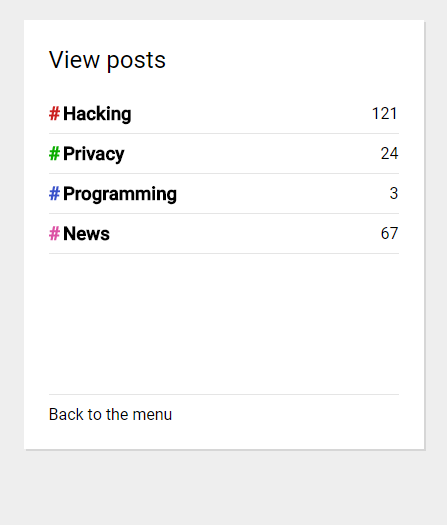 View posts
# Hacking 121
# Privacy 24
# Programming 3
# News 67
Back to the menu